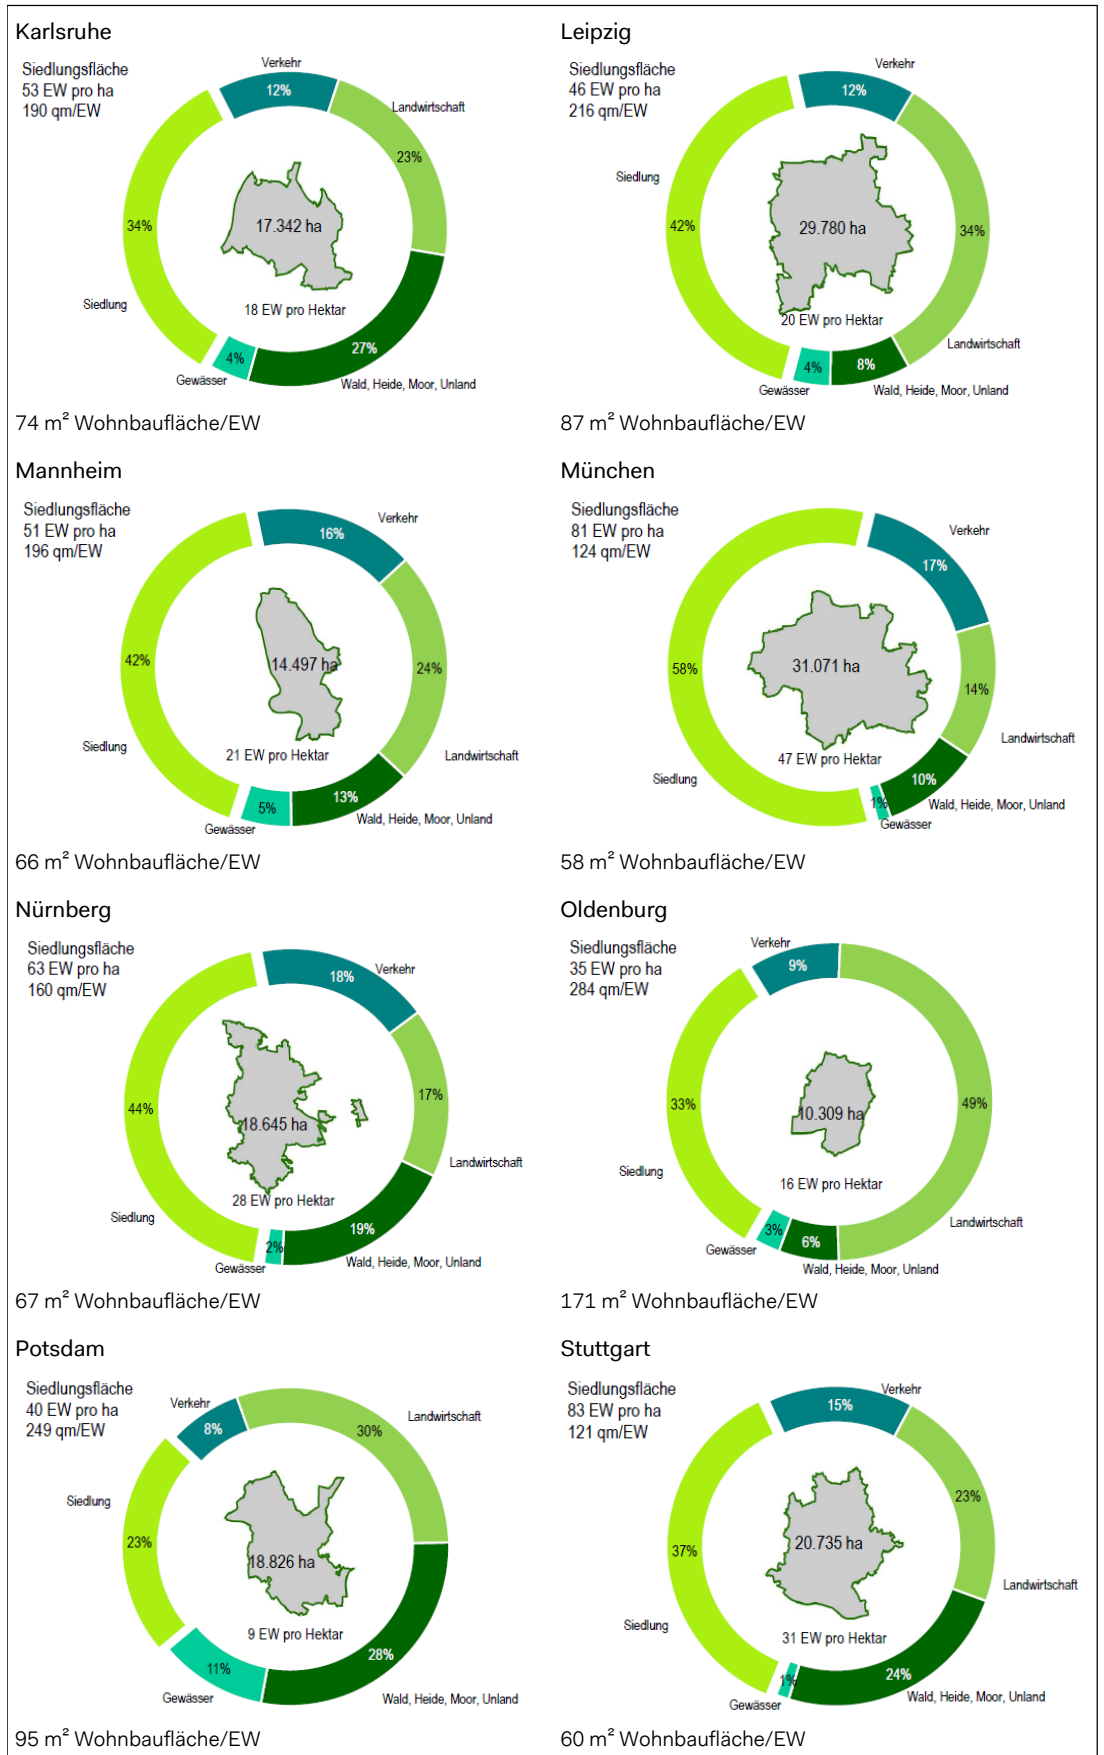 Karlsruhe
Siedlungsfläche
53 EW pro ha
190 qm/EW
Verkehr
12%
Landwirtschaft
23%
34%
17.342 ha
Siedlung
18 EW pro Hektar
27%
4%
Gewässer
Wald, Heide, Moor, Unland
74 m² Wohnbaufläche/EW
Leipzig
Siedlungsfläche
46 EW pro ha
216 qm/EW
Verkehr
12%
Siedlung
42%
29.780 ha
34%
20 EW pro Hektar
Landwirtschaft
4%
8%
Gewässer
Wald, Heide, Moor, Unland
87 m² Wohnbaufläche/EW
Mannheim
Siedlungsfläche
51 EW pro ha
196 qm/EW
Verkehr
16%
42%
14.497 ha
24%
Siedlung
21 EW pro Hektar
Landwirtschaft
5%
13%
Gewässer
Wald, Heide, Moor, Unland
66 m² Wohnbaufläche/EW
München
Siedlungsfläche
81 EW pro ha
124 qm/EW
Verkehr
17%
58%
31.071 ha
14%
Landwirtschaft
47 EW pro Hektar
Siedlung
10%
1%
Wald, Heide, Moor, Unland
Gewässer
58 m² Wohnbaufläche/EW
Nürnberg
Siedlungsfläche
63 EW pro ha
160 qm/EW
Verkehr
18%
17%
44%
18.645 ha
Landwirtschaft
28 EW pro Hektar
Siedlung
19%
2%
Gewässer
Wald, Heide, Moor, Unland
67 m² Wohnbaufläche/EW
Oldenburg
Siedlungsfläche
35 EW pro ha
284 qm/EW
Verkehr
9%
33%
10.309 ha
49%
Siedlung
16 EW pro Hektar
Landwirtschaft
3%
6%
Gewässer
Wald, Heide, Moor, Unland
171 m² Wohnbaufläche/EW
Potsdam
Siedlungsfläche
40 EW pro ha
249 qm/EW
Verkehr
8%
Landwirtschaft
30%
Siedlung
23%
18.826 ha
9 EW pro Hektar
28%
11%
Gewässer
Wald, Heide, Moor, Unland
95 m² Wohnbaufläche/EW
Stuttgart
Siedlungsfläche
83 EW pro ha
121 qm/EW
Verkehr
15%
23%
37%
20.735 ha
Landwirtschaft
Siedlung
31 EW pro Hektar
24%
1%
Gewässer
Wald, Heide, Moor, Unland
60 m² Wohnbaufläche/EW